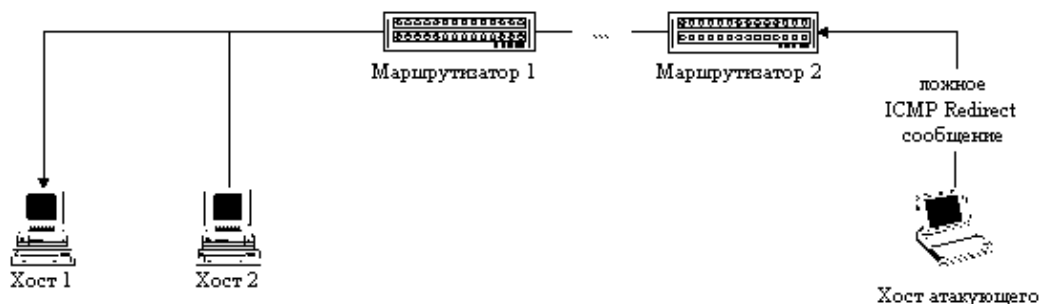 Маршрутизатор 1
Маршрутизатор 2
ложное
ICMP Redirect
сообщение
Хост 1
Хост 2
Хост атакующего